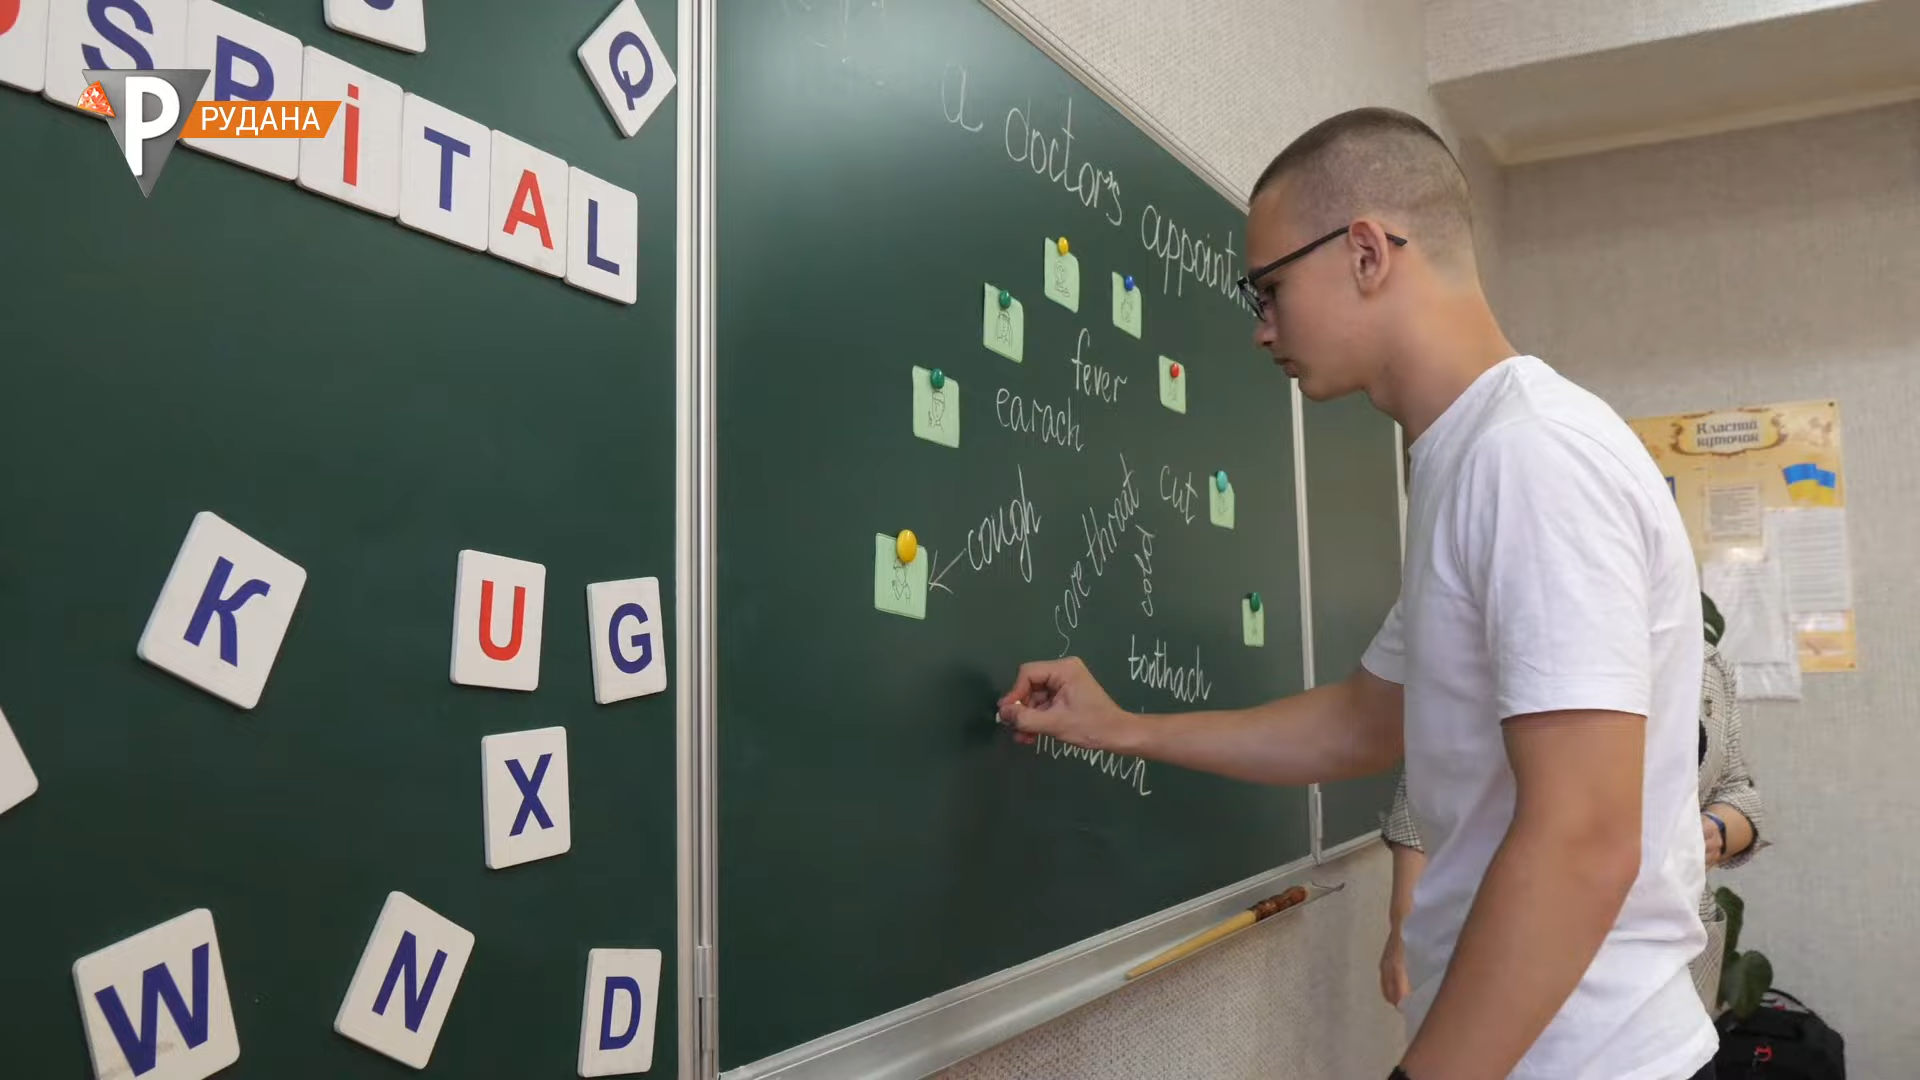 SPITAL
Q
РУДАНА
a doctor's appoint
fever
earach
cough
sore throat
cut
cold
toothach
K
U
G
X
W
N
D
Класний
куточок